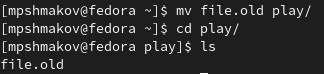 [mpshmakov@fedora ~]$ mv file.old play/
[mpshmakov@fedora ~]$ cd play/
[mpshmakov@fedora play]$ ls
file.old